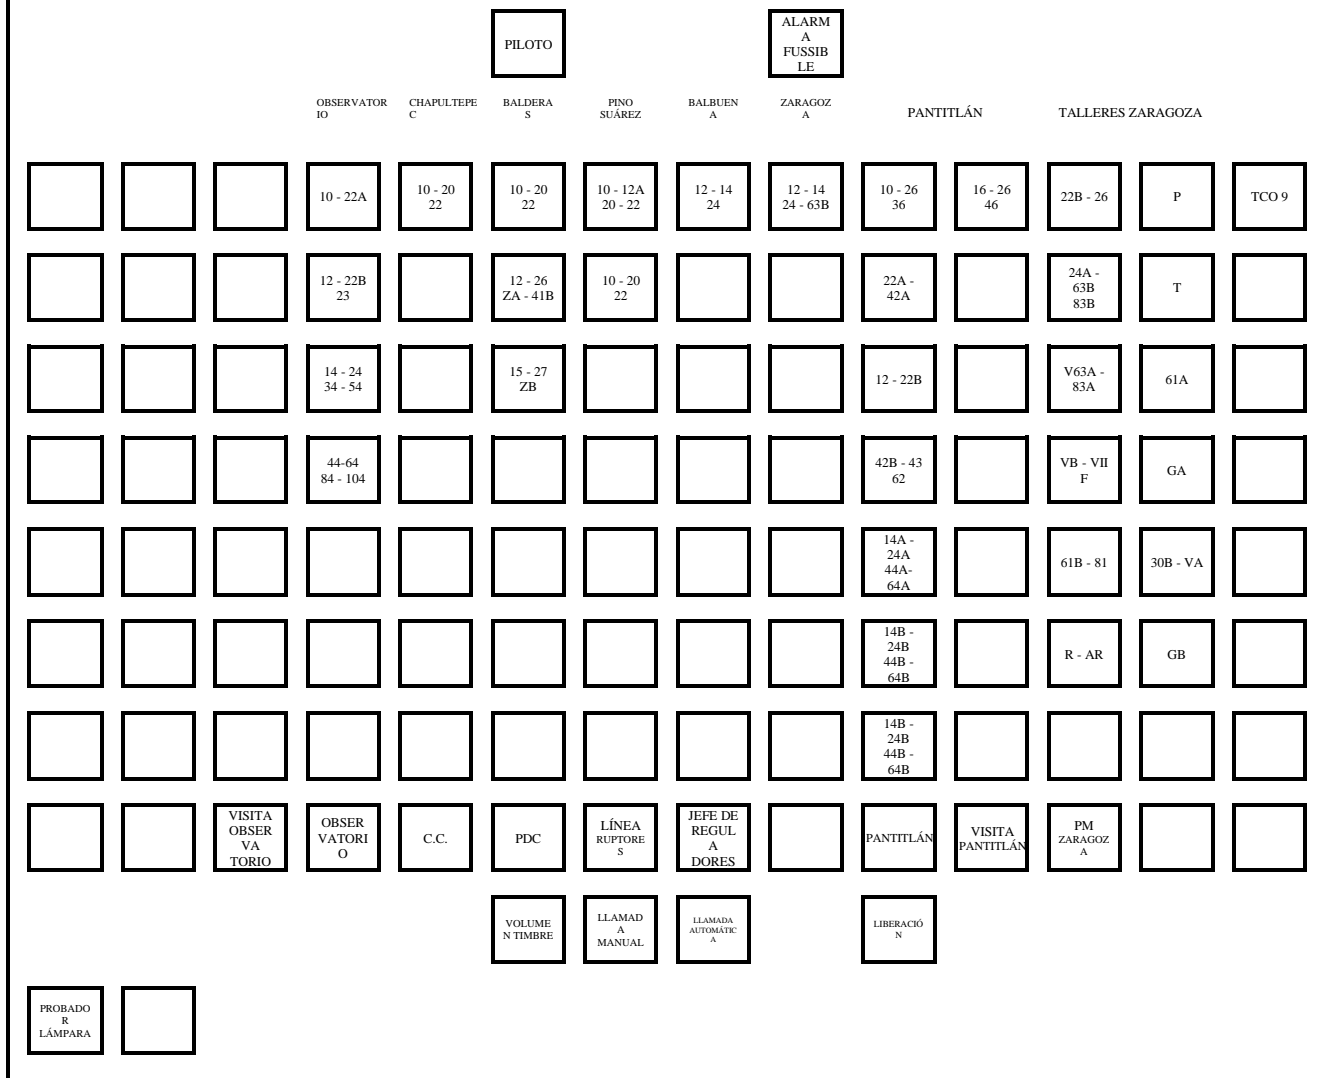 PILOTO
ALARM
A
FUSSIB
LE
OBSERVATOR
IO
CHAPULTEPE
C
BALDERA
S
PINO
SUÁREZ
BALBUEN
A
ZARAGOZ
A
PANTITLÁN
TALLERES ZARAGOZA
10 - 22A
10 - 20
22
10 - 20
22
10 - 12A
20 - 22
12 - 14
24
12 - 14
24 - 63B
10 - 26
36
16 - 26
46
22B - 26
P
TCO 9
12 - 22B
23
12 - 26
ZA - 41B
10 - 20
22
22A -
42A
24A -
63B
83B
T
14 - 24
34 - 54
15 - 27
ZB
12 - 22B
V63A -
83A
61A
44-64
84 - 104
42B - 43
62
VB - VII
F
GA
14A -
24A
44A-
64A
61B - 81
30B - VA
14B -
24B
44B -
64B
R - AR
GB
14B -
24B
44B -
64B
VISITA
OBSER
VA
TORIO
OBSER
VATORI
O
C.C.
PDC
LÍNEA
RUPTORE
S
JEFE DE
REGUL
A
DORES
PANTITLÁN
VISITA
PANTITLÁN
PM
ZARAGOZ
A
VOLUME
N TIMBRE
LLAMAD
A
MANUAL
LLAMADA
AUTOMÁTIC
A
LIBERACIÓ
N
PROBADO
R
LÁMPARA